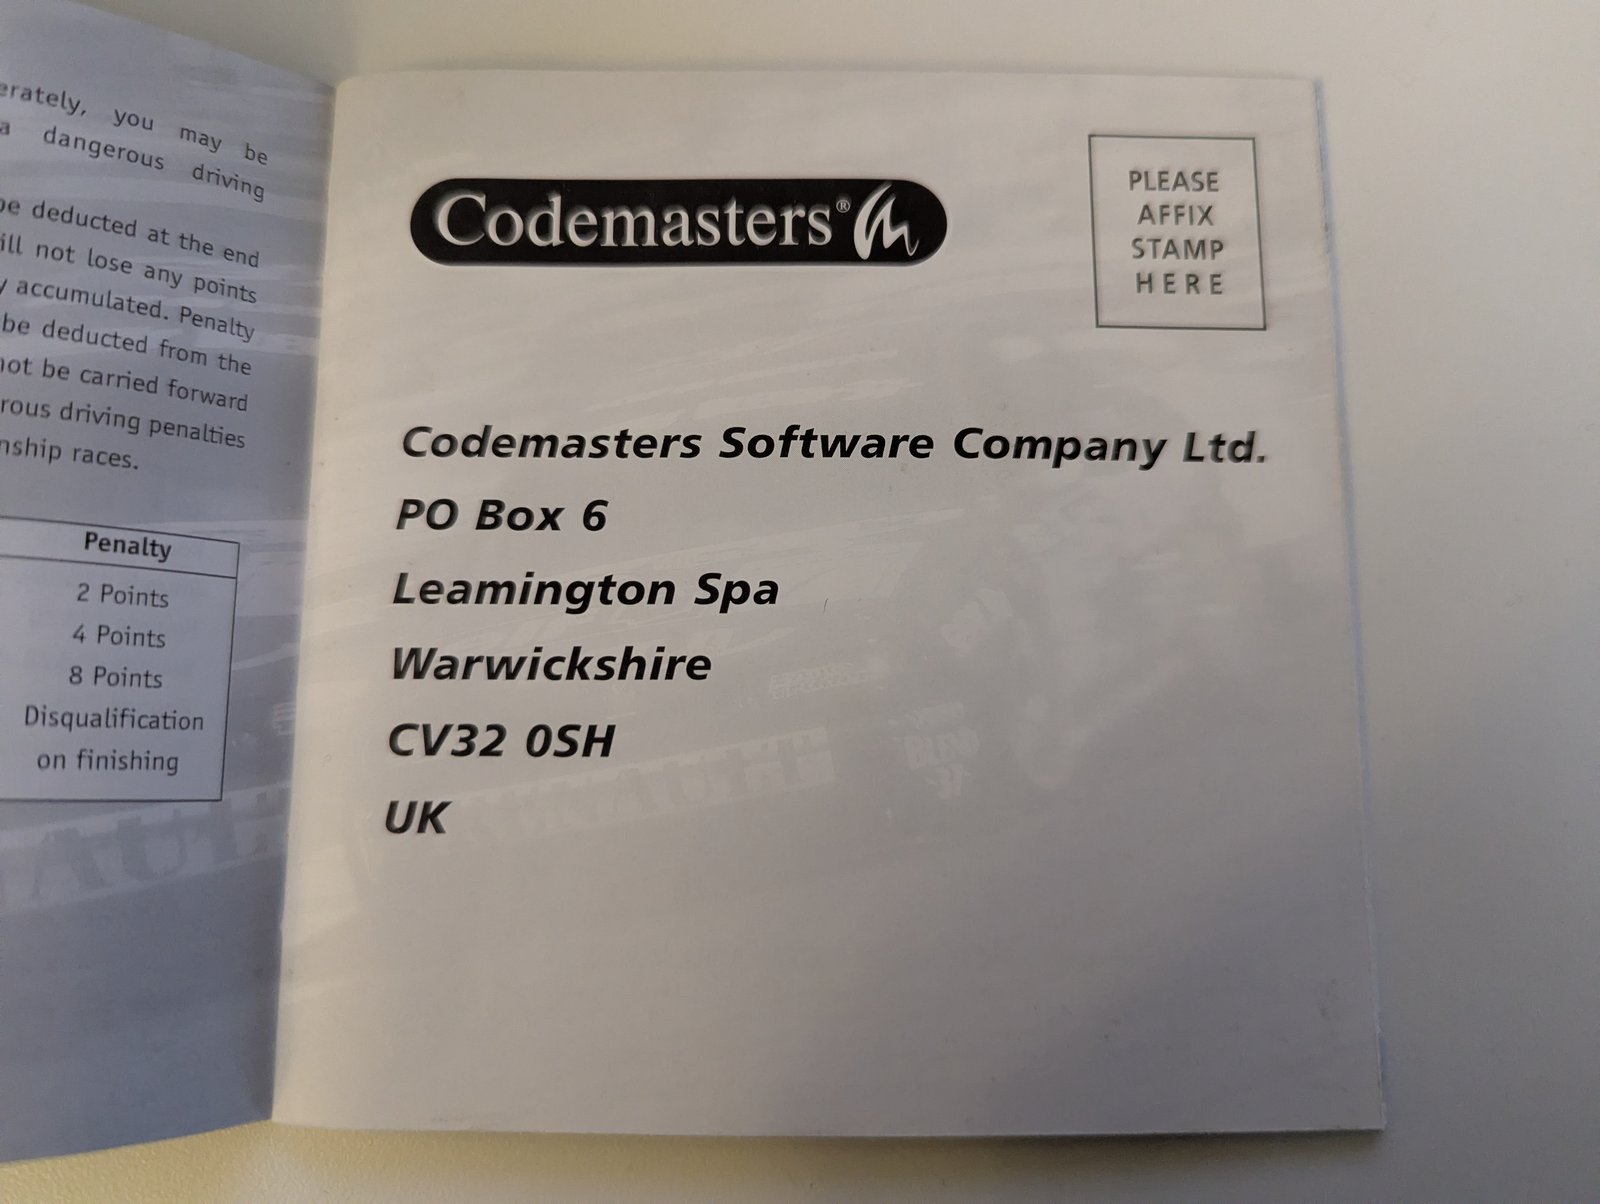 erately, you may be
a dangerous driving
be deducted at the end
ill not lose any points
y accumulated. Penalty
be deducted from the
not be carried forward
rous driving penalties
nship races.
Penalty
2 Points
4 Points
8 Points
Disqualification
on finishing
Codemasters®
PLEASE
AFFIX
STAMP
HERE
Codemasters Software Company Ltd.
PO Box 6
Leamington Spa
Warwickshire
CV32 0SH
UK